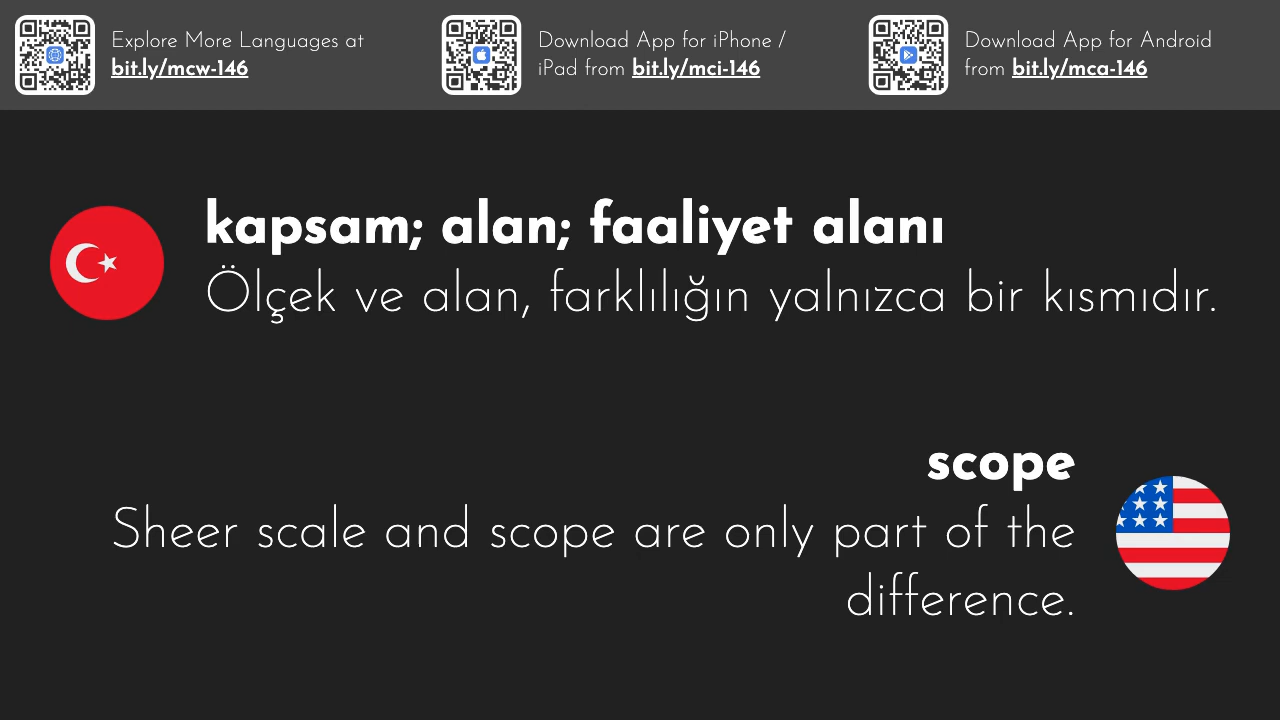 Explore More Languages at
bit.ly/mcw-146
Download App for iPhone /
iPad from bit.ly/mci-146
Download App for Android
from bit.ly/mca-146
kapsam; alan; faaliyet alanı
Ölçek ve alan, farklılığın yalnızca bir kısmıdır.
scope
Sheer scale and scope are only part of the
difference.